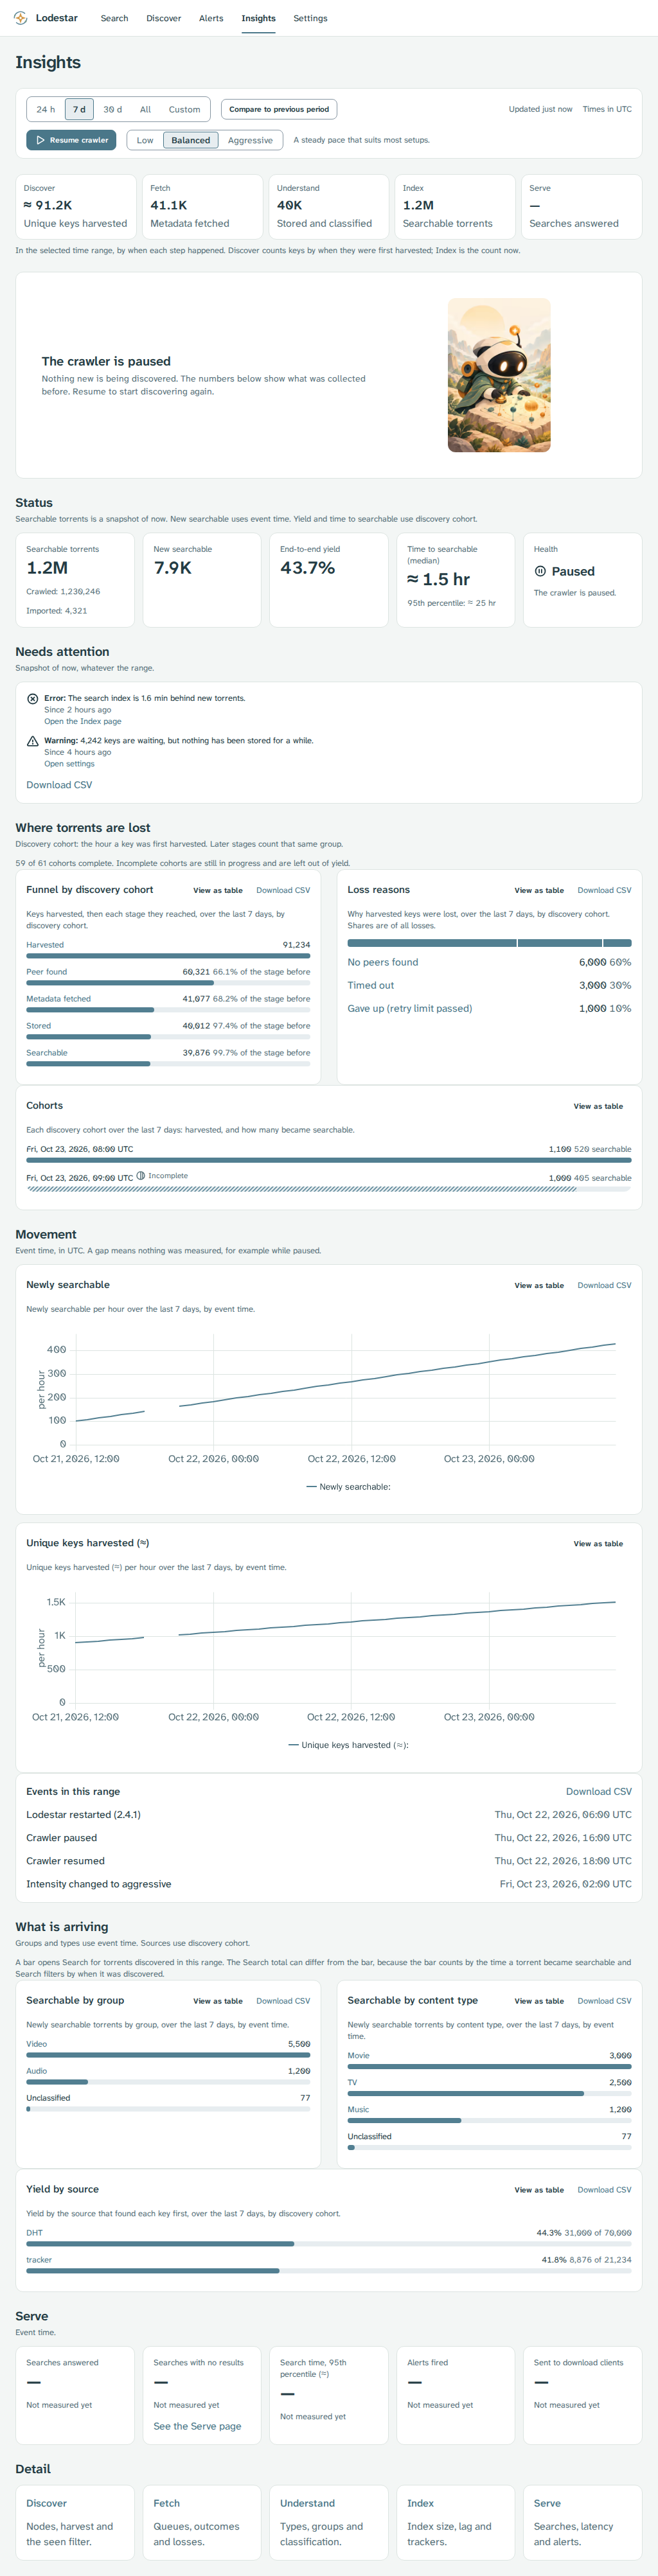 Lodestar
Search
Discover
Alerts
Insights
Settings
Insights
24 h
7 d
30 d
All
Custom
Compare to previous period
Updated just now
Times in UTC
Resume crawler
Low
Balanced
Aggressive
A steady pace that suits most setups.
Discover
≈ 91.2K
Unique keys harvested
Fetch
41.1K
Metadata fetched
Understand
40K
Stored and classified
Index
1.2M
Searchable torrents
Serve
—
Searches answered
In the selected time range, by when each step happened. Discover counts keys by when they were first harvested; Index is the count now.
The crawler is paused
Nothing new is being discovered. The numbers below show what was collected
before. Resume to start discovering again.
Status
Searchable torrents is a snapshot of now. New searchable uses event time. Yield and time to searchable use discovery cohort.
Searchable torrents
1.2M
Crawled: 1,230,246
Imported: 4,321
New searchable
7.9K
End-to-end yield
43.7%
Time to searchable
(median)
≈ 1.5 hr
95th percentile: ≈ 25 hr
Health
Paused
The crawler is paused.
Needs attention
Snapshot of now, whatever the range.
Error: The search index is 1.6 min behind new torrents.
Since 2 hours ago
Open the Index page
Warning: 4,242 keys are waiting, but nothing has been stored for a while.
Since 4 hours ago
Open settings
Download CSV
Where torrents are lost
Discovery cohort: the hour a key was first harvested. Later stages count that same group.
59 of 61 cohorts complete. Incomplete cohorts are still in progress and are left out of yield.
Funnel by discovery cohort
View as table
Download CSV
Keys harvested, then each stage they reached, over the last 7 days, by
discovery cohort.
Harvested 91,234
Peer found 60,321 66.1% of the stage before
Metadata fetched 41,077 68.2% of the stage before
Stored 40,012 97.4% of the stage before
Searchable 39,876 99.7% of the stage before
Loss reasons
View as table
Download CSV
Why harvested keys were lost, over the last 7 days, by discovery cohort.
Shares are of all losses.
No peers found 6,000 60%
Timed out 3,000 30%
Gave up (retry limit passed) 1,000 10%
Cohorts
View as table
Each discovery cohort over the last 7 days: harvested, and how many became searchable.
Fri, Oct 23, 2026, 08:00 UTC 1,100 520 searchable
Fri, Oct 23, 2026, 09:00 UTC Incomplete 1,000 405 searchable
Movement
Event time, in UTC. A gap means nothing was measured, for example while paused.
Newly searchable
View as table
Download CSV
Newly searchable per hour over the last 7 days, by event time.
400
300
200
100
0
per hour
Oct 21, 2026, 12:00
Oct 22, 2026, 00:00
Oct 22, 2026, 12:00
Oct 23, 2026, 00:00
Newly searchable:
Unique keys harvested (≈)
View as table
Unique keys harvested (≈) per hour over the last 7 days, by event time.
1.5K
1K
500
0
per hour
Oct 21, 2026, 12:00
Oct 22, 2026, 00:00
Oct 22, 2026, 12:00
Oct 23, 2026, 00:00
Unique keys harvested (≈):
Events in this range
Download CSV
Lodestar restarted (2.4.1) Thu, Oct 22, 2026, 06:00 UTC
Crawler paused Thu, Oct 22, 2026, 16:00 UTC
Crawler resumed Thu, Oct 22, 2026, 18:00 UTC
Intensity changed to aggressive Fri, Oct 23, 2026, 02:00 UTC
What is arriving
Groups and types use event time. Sources use discovery cohort.
A bar opens Search for torrents discovered in this range. The Search total can differ from the bar, because the bar counts by the time a torrent became searchable and
Search filters by when it was discovered.
Searchable by group
View as table
Download CSV
Newly searchable torrents by group, over the last 7 days, by event time.
Video 5,500
Audio 1,200
Unclassified 77
Searchable by content type
View as table
Download CSV
Newly searchable torrents by content type, over the last 7 days, by event
time.
Movie 3,000
TV 2,500
Music 1,200
Unclassified 77
Yield by source
View as table
Download CSV
Yield by the source that found each key first, over the last 7 days, by discovery cohort.
DHT 44.3% 31,000 of 70,000
tracker 41.8% 8,876 of 21,234
Serve
Event time.
Searches answered
—
Not measured yet
Searches with no results
—
Not measured yet
See the Serve page
Search time, 95th
percentile (≈)
—
Not measured yet
Alerts fired
—
Not measured yet
Sent to download clients
—
Not measured yet
Detail
Discover
Nodes, harvest and
the seen filter.
Fetch
Queues, outcomes
and losses.
Understand
Types, groups and
classification.
Index
Index size, lag and
trackers.
Serve
Searches, latency
and alerts.